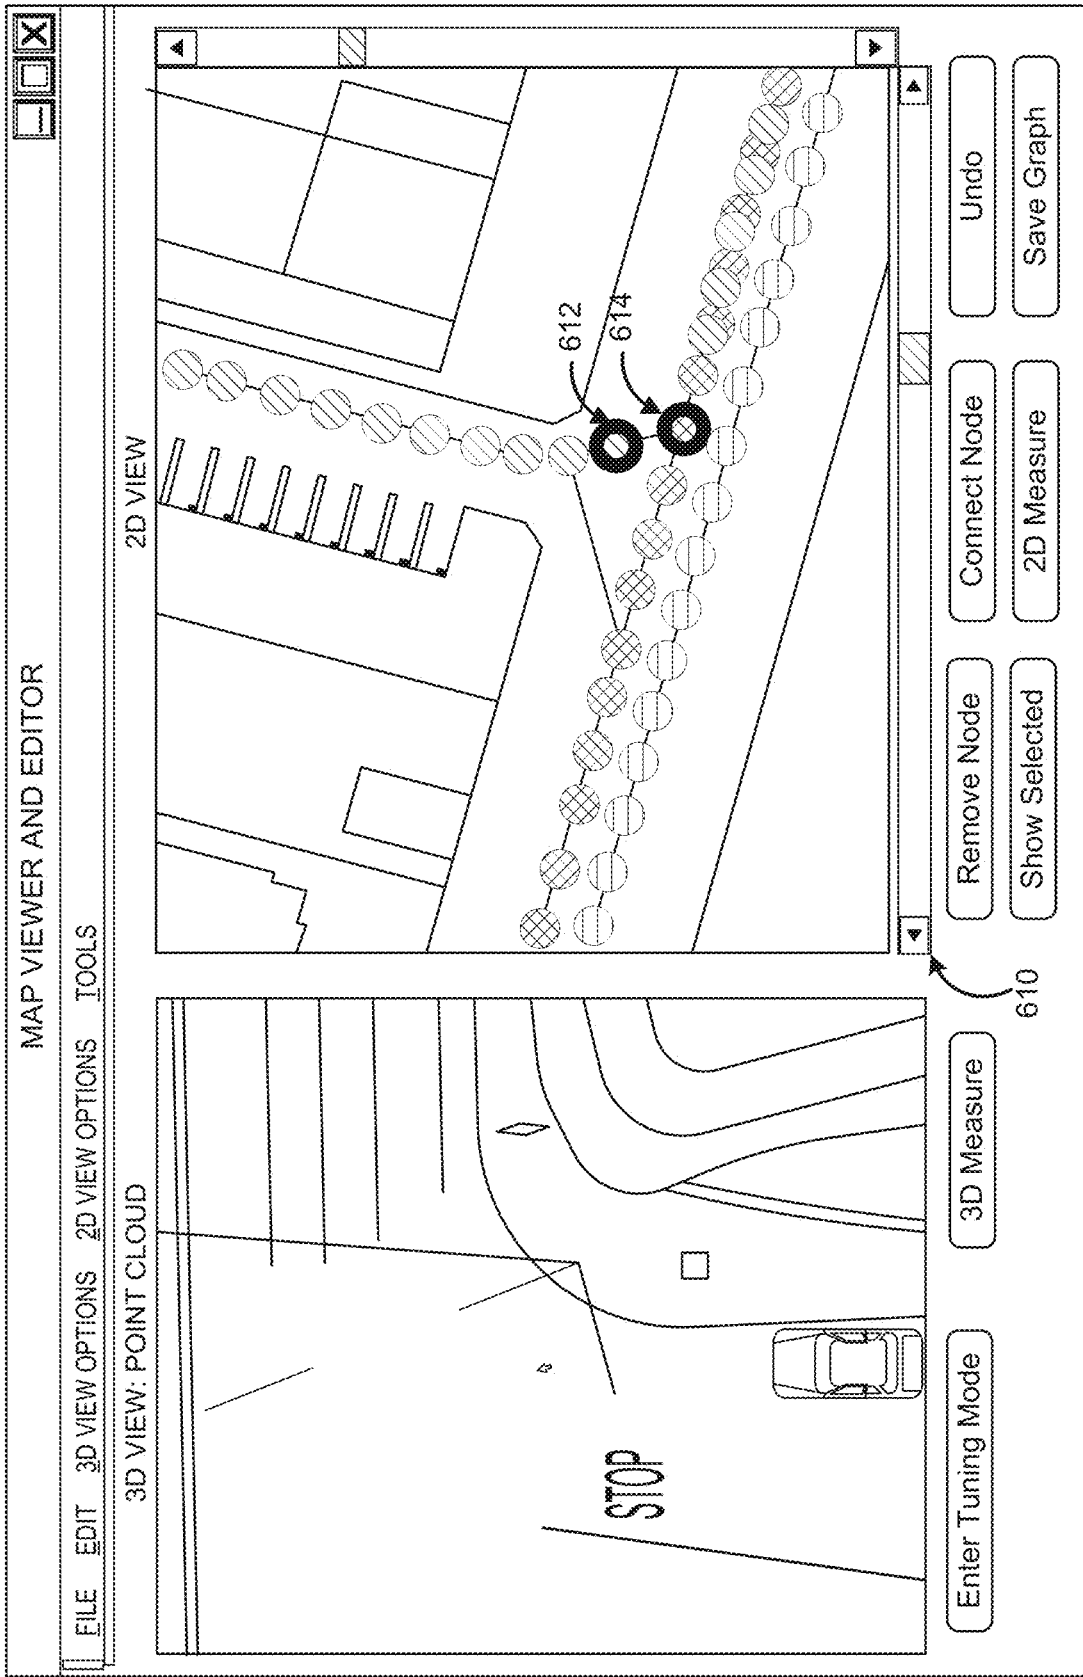 MAP VIEWER AND EDITOR
FILE EDIT 3D VIEW OPTIONS 2D VIEW OPTIONS TOOLS
3D VIEW: POINT CLOUD
2D VIEW
STOP
612
614
610
Enter Tuning Mode
3D Measure
Remove Node
Connect Node
Undo
Show Selected
2D Measure
Save Graph